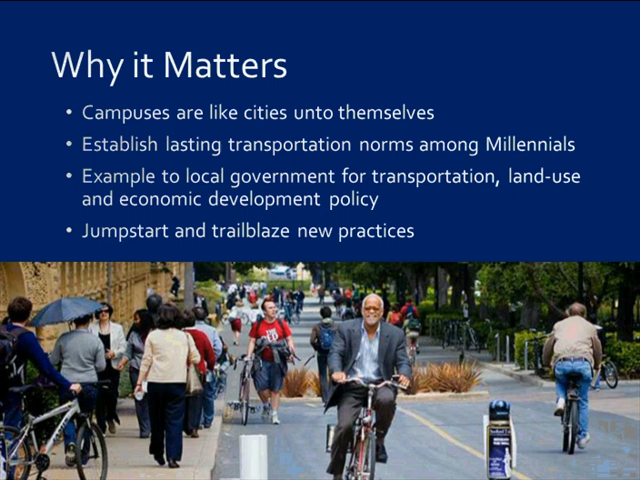 Why it Matters
• Campuses are like cities unto themselves
• Establish lasting transportation norms among Millennials
• Example to local government for transportation, land-use
and economic development policy
• Jumpstart and trailblaze new practices